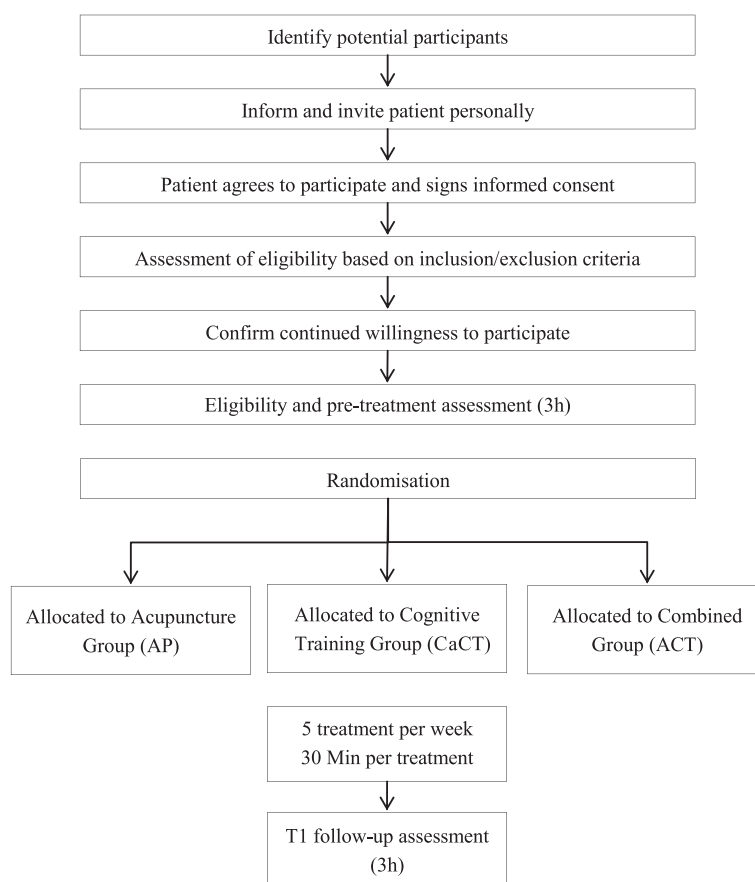 Identify potential participants
Inform and invite patient personally
Patient agrees to participate and signs informed consent
Assessment of eligibility based on inclusion/exclusion criteria
Confirm continued willingness to participate
Eligibility and pre-treatment assessment (3h)
Randomisation
Allocated to Acupuncture
Group (AP)
Allocated to Cognitive
Training Group (CaCT)
Allocated to Combined
Group (ACT)
5 treatment per week
30 Min per treatment
T1 follow-up assessment
(3h)